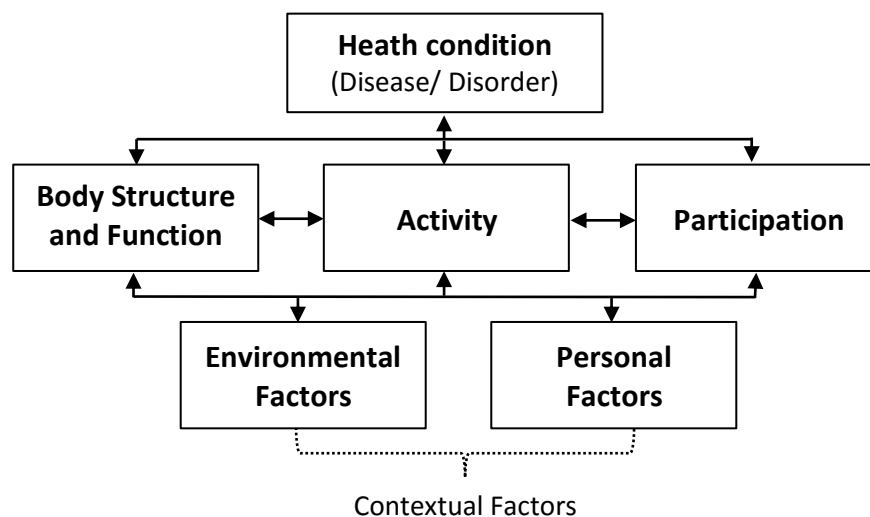 Heath condition
(Disease/ Disorder)
Body Structure
and Function
Activity
Participation
Environmental
Factors
Personal
Factors
Contextual Factors